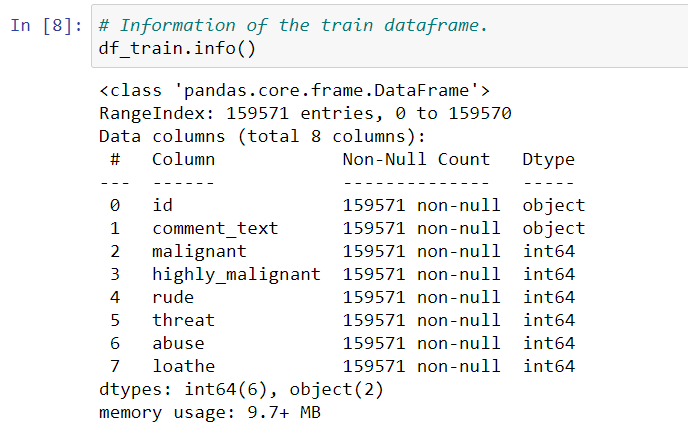 In [8]: # Information of the train dataframe.
df_train.info()
<class 'pandas.core.frame.DataFrame'>
RangeIndex: 159571 entries, 0 to 159570
Data columns (total 8 columns):
 #   Column            Non-Null Count   Dtype
---  ------            --------------   -----
 0   id                159571 non-null  object
 1   comment_text      159571 non-null  object
 2   malignant         159571 non-null  int64
 3   highly_malignant  159571 non-null  int64
 4   rude              159571 non-null  int64
 5   threat            159571 non-null  int64
 6   abuse             159571 non-null  int64
 7   loathe            159571 non-null  int64
dtypes: int64(6), object(2)
memory usage: 9.7+ MB